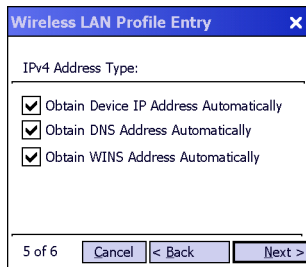 Wireless LAN Profile Entry
IPv4 Address Type:
Obtain Device IP Address Automatically
Obtain DNS Address Automatically
Obtain WINS Address Automatically
5 of 6 Cancel < Back Next >